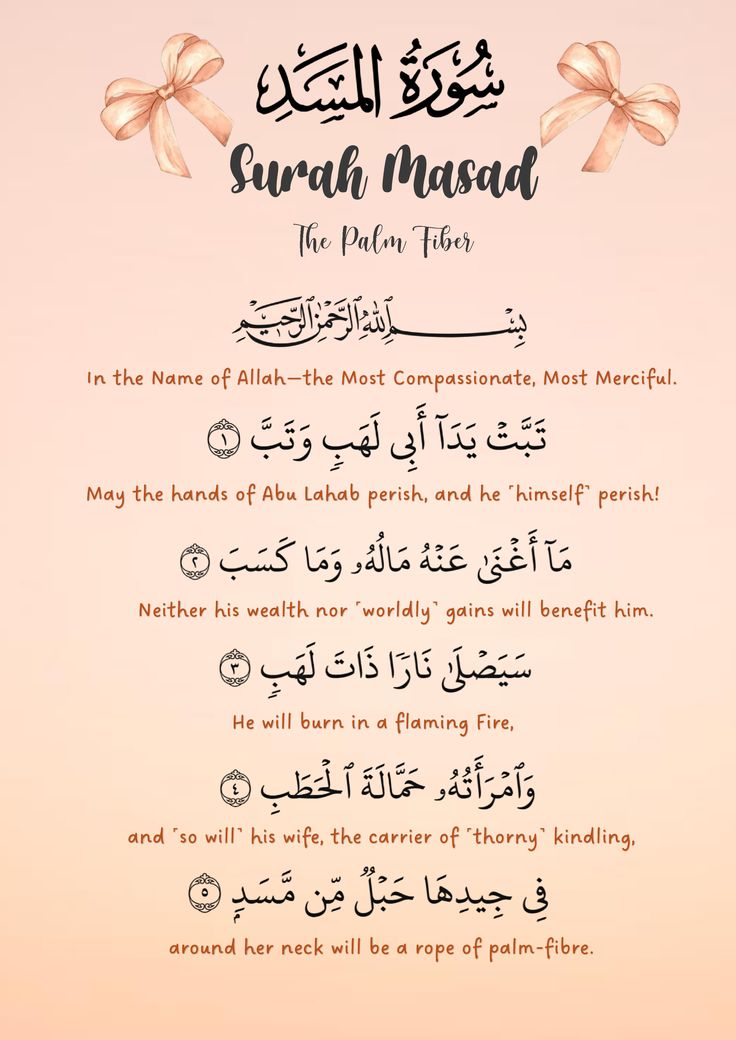 سُورَةُ المَسَدِ
Surah Masad
The Palm Fiber
بِسْمِ ٱللَّهِ ٱلرَّحْمَٰنِ ٱلرَّحِيمِ
In the Name of Allah—the Most Compassionate, Most Merciful.
تَبَّتْ يَدَآ أَبِى لَهَبٍۢ وَتَبَّ ١
May the hands of Abu Lahab perish, and he ˹himself˺ perish!
مَآ أَغْنَىٰ عَنْهُ مَالُهُۥ وَمَا كَسَبَ ٢
Neither his wealth nor ˹worldly˺ gains will benefit him.
سَيَصْلَىٰ نَارًۭا ذَاتَ لَهَبٍۢ ٣
He will burn in a flaming Fire,
وَٱمْرَأَتُهُۥ حَمَّالَةَ ٱلْحَطَبِ ٤
and ˹so will˺ his wife, the carrier of ˹thorny˺ kindling,
فِى جِيدِهَا حَبْلٌۭ مِّن مَّسَدٍۭ ٥
around her neck will be a rope of palm-fibre.